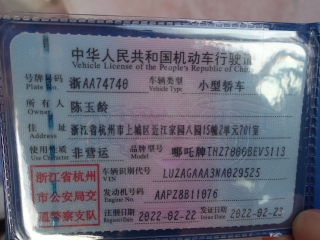 中华人民共和国机动车行驶证
Vehicle License of the People's Republic of China
号牌号码 浙AA74740 车辆类型 小型轿车
Plate No. Vehicle Type
所有人 陈玉龄
Owner
住址 浙江省杭州市上城区近江家园八园15幢2单元701室
Address
使用性质 非营运 品牌型号 哪吒牌THZ7000BEVS113
Use Character Model
浙江省杭州 车辆识别代号 LUZAGAAA3NA029525
VIN
市公安局交 发动机号码 AAPZ8B11076
Engine No.
通警察支队 注册日期 2022-02-22 发证日期 2022-02-23
Register Date Issue Date